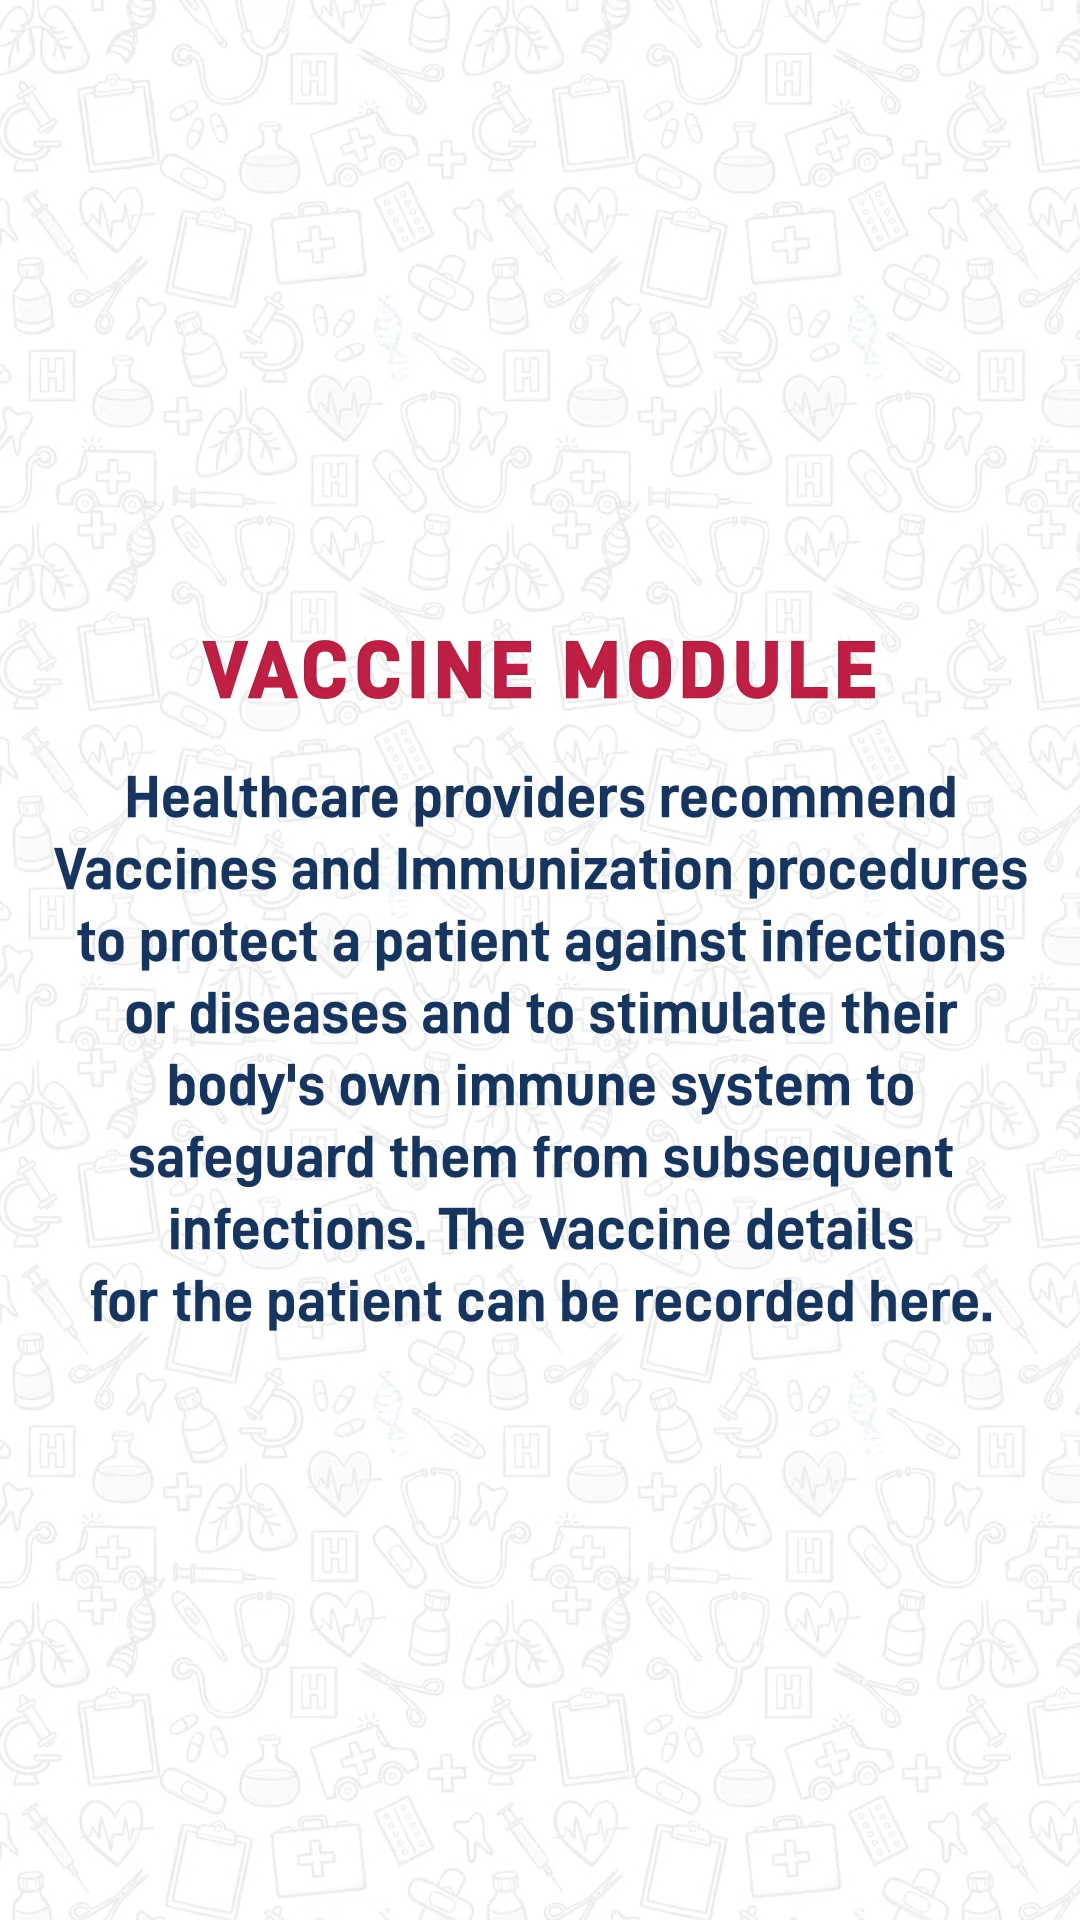 VACCINE MODULE
Healthcare providers recommend
Vaccines and Immunization procedures
to protect a patient against infections
or diseases and to stimulate their
body's own immune system to
safeguard them from subsequent
infections. The vaccine details
for the patient can be recorded here.